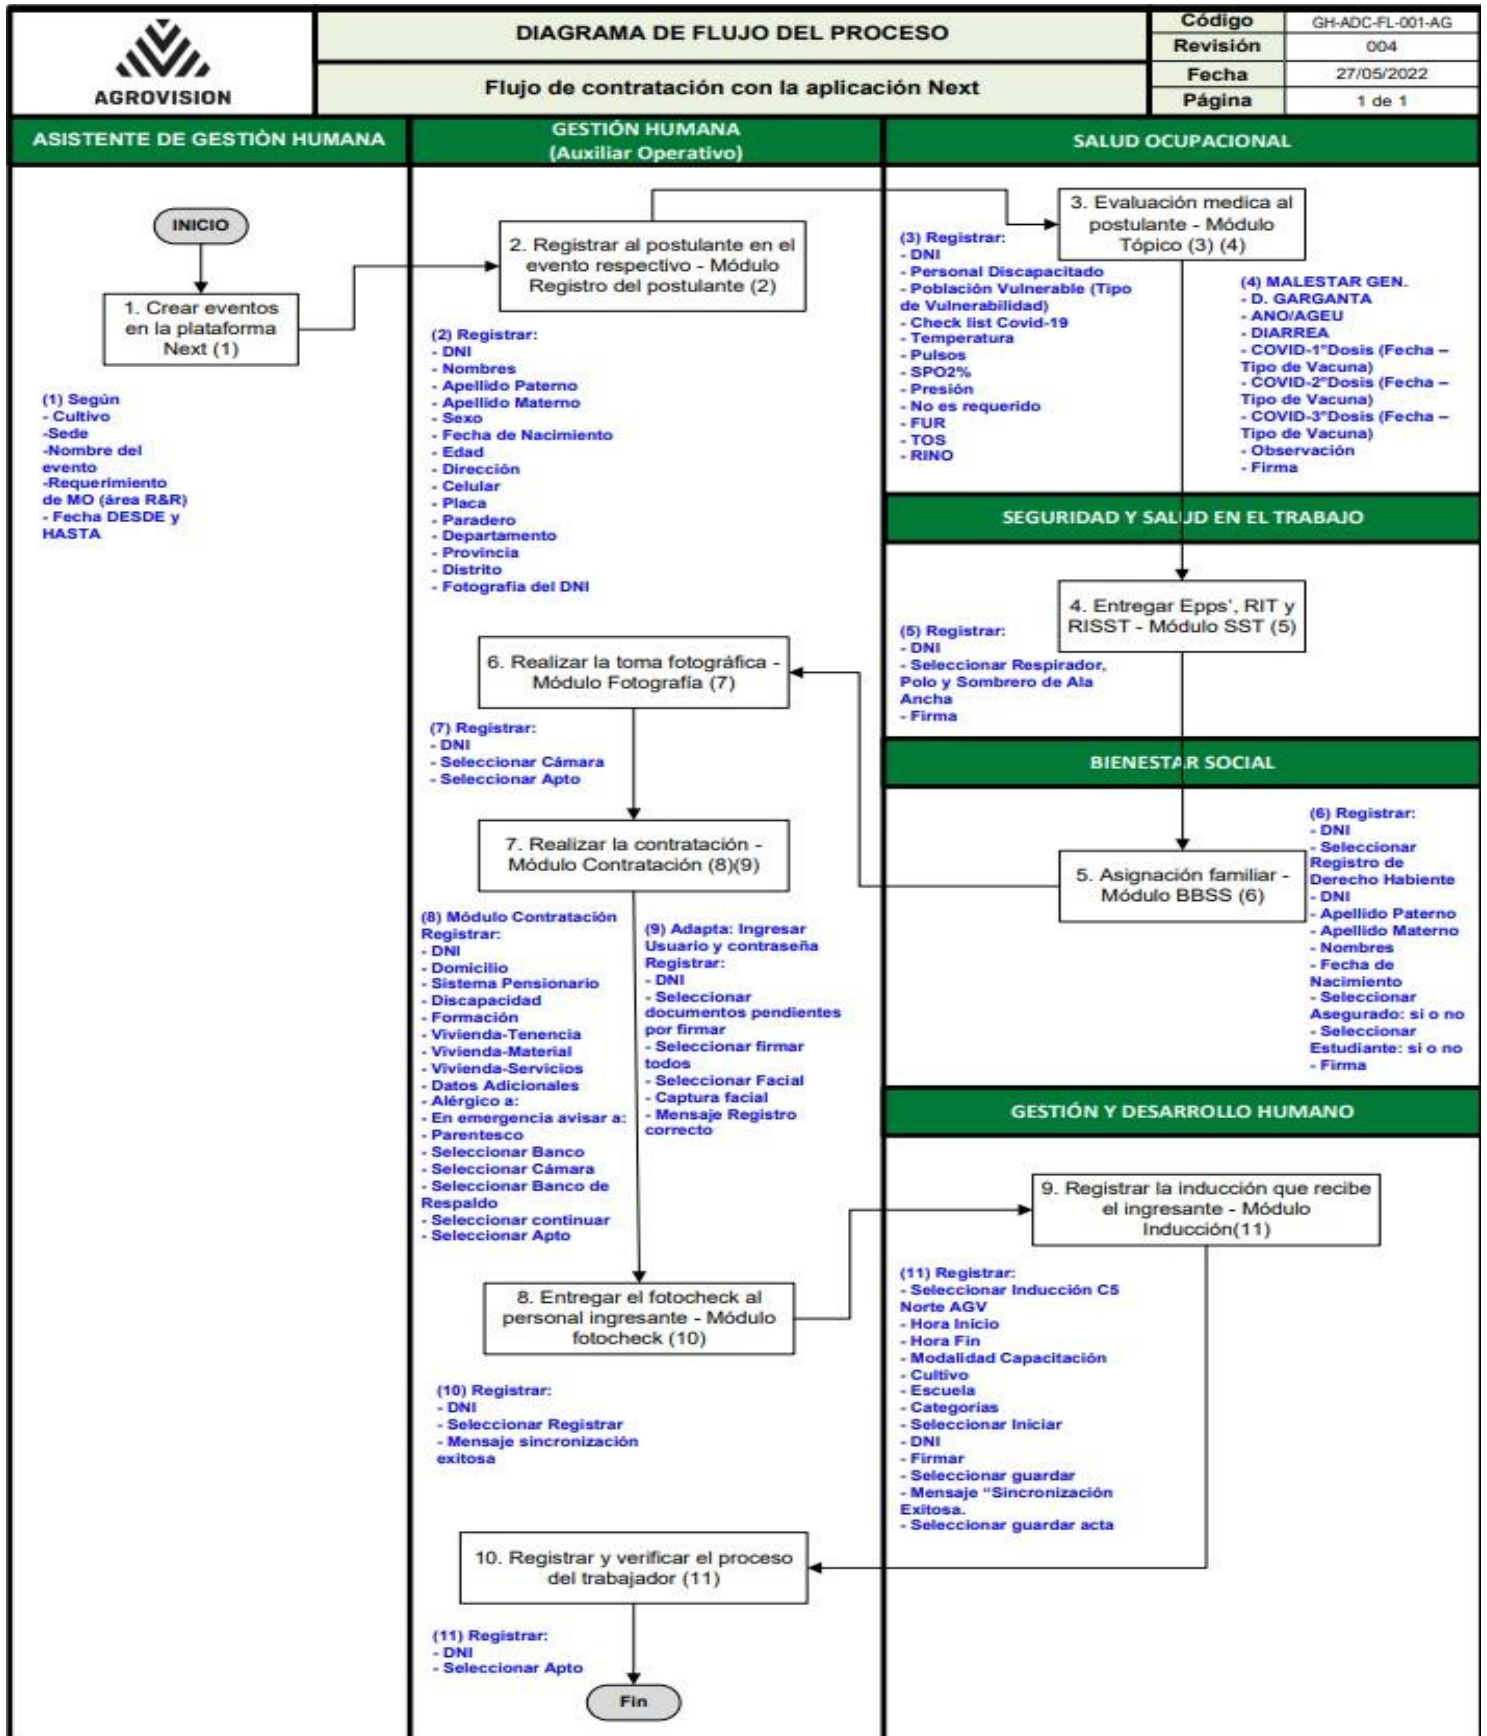 AGROVISION
DIAGRAMA DE FLUJO DEL PROCESO
Flujo de contratación con la aplicación Next
Código
GH-ADC-FL-001-AG
Revisión
004
Fecha
27/05/2022
Página
1 de 1
ASISTENTE DE GESTIÓN HUMANA
GESTIÓN HUMANA
(Auxiliar Operativo)
SALUD OCUPACIONAL
INICIO
1. Crear eventos
en la plataforma
Next (1)
(1) Según
- Cultivo
-Sede
-Nombre del
evento
-Requerimiento
de MO (área R&R)
- Fecha DESDE y
HASTA
2. Registrar al postulante en el
evento respectivo - Módulo
Registro del postulante (2)
(2) Registrar:
- DNI
- Nombres
- Apellido Paterno
- Apellido Materno
- Sexo
- Fecha de Nacimiento
- Edad
- Dirección
- Celular
- Placa
- Paradero
- Departamento
- Provincia
- Distrito
- Fotografía del DNI
3. Evaluación medica al
postulante - Módulo
Tópico (3) (4)
(3) Registrar:
- DNI
- Personal Discapacitado
- Población Vulnerable (Tipo
de Vulnerabilidad)
- Check list Covid-19
- Temperatura
- Pulsos
- SPO2%
- Presión
- No es requerido
- FUR
- TOS
- RINO
(4) MALESTAR GEN.
- D. GARGANTA
- ANO/AGEU
- DIARREA
- COVID-1°Dosis (Fecha –
Tipo de Vacuna)
- COVID-2°Dosis (Fecha –
Tipo de Vacuna)
- COVID-3°Dosis (Fecha –
Tipo de Vacuna)
- Observación
- Firma
SEGURIDAD Y SALUD EN EL TRABAJO
4. Entregar Epps', RIT y
RISST - Módulo SST (5)
(5) Registrar:
- DNI
- Seleccionar Respirador,
Polo y Sombrero de Ala
Ancha
- Firma
BIENESTAR SOCIAL
5. Asignación familiar -
Módulo BBSS (6)
(6) Registrar:
- DNI
- Seleccionar
Registro de
Derecho Habiente
- DNI
- Apellido Paterno
- Apellido Materno
- Nombres
- Fecha de
Nacimiento
- Seleccionar
Asegurado: si o no
- Seleccionar
Estudiante: si o no
- Firma
6. Realizar la toma fotográfica -
Módulo Fotografía (7)
(7) Registrar:
- DNI
- Seleccionar Cámara
- Seleccionar Apto
7. Realizar la contratación -
Módulo Contratación (8)(9)
(8) Módulo Contratación
Registrar:
- DNI
- Domicilio
- Sistema Pensionario
- Discapacidad
- Formación
- Vivienda-Tenencia
- Vivienda-Material
- Vivienda-Servicios
- Datos Adicionales
- Alérgico a:
- En emergencia avisar a:
- Parentesco
- Seleccionar Banco
- Seleccionar Cámara
- Seleccionar Banco de
Respaldo
- Seleccionar continuar
- Seleccionar Apto
(9) Adapta: Ingresar
Usuario y contraseña
Registrar:
- DNI
- Seleccionar
documentos pendientes
por firmar
- Seleccionar firmar
todos
- Seleccionar Facial
- Captura facial
- Mensaje Registro
correcto
GESTIÓN Y DESARROLLO HUMANO
8. Entregar el fotocheck al
personal ingresante - Módulo
fotocheck (10)
(10) Registrar:
- DNI
- Seleccionar Registrar
- Mensaje sincronización
exitosa
9. Registrar la inducción que recibe
el ingresante - Módulo
Inducción(11)
(11) Registrar:
- Seleccionar Inducción C5
Norte AGV
- Hora Inicio
- Hora Fin
- Modalidad Capacitación
- Cultivo
- Escuela
- Categorías
- Seleccionar Iniciar
- DNI
- Firmar
- Seleccionar guardar
- Mensaje “Sincronización
Exitosa.
- Seleccionar guardar acta
10. Registrar y verificar el proceso
del trabajador (11)
(11) Registrar:
- DNI
- Seleccionar Apto
Fin